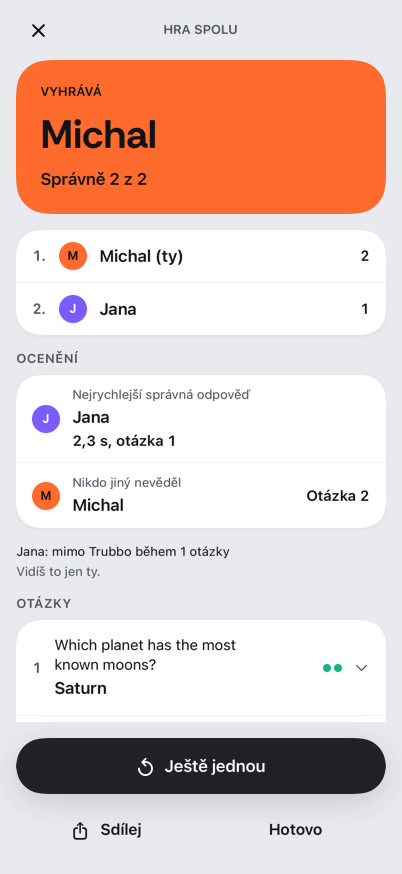 HRA SPOLU
VYHRÁVÁ
Michal
Správně 2 z 2
1. M Michal (ty) 2
2. J Jana 1
OCENĚNÍ
Nejrychlejší správná odpověď
J Jana
2,3 s, otázka 1
Nikdo jiný nevěděl
M Michal Otázka 2
Jana: mimo Trubbo během 1 otázky
Vidíš to jen ty.
OTÁZKY
Which planet has the most
1 known moons?
Saturn
Ještě jednou
Sdílej Hotovo